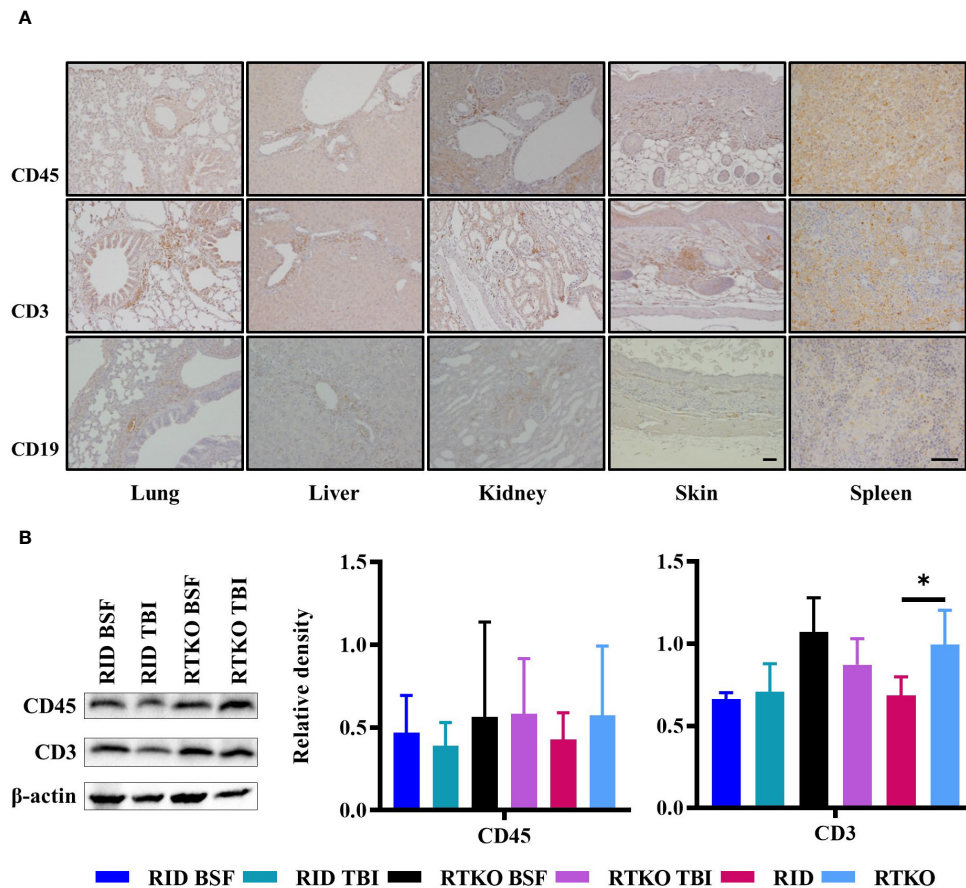 A
CD45
CD3
CD19
Lung Liver Kidney Skin Spleen
B
RID BSF
RID TBI
RTKO BSF
RTKO TBI
CD45
CD3
β-actin
Relative density
1.5
1.0
0.5
0.0
CD45
1.5
1.0
0.5
0.0
*
CD3
RID BSF RID TBI RTKO BSF RTKO TBI RID RTKO